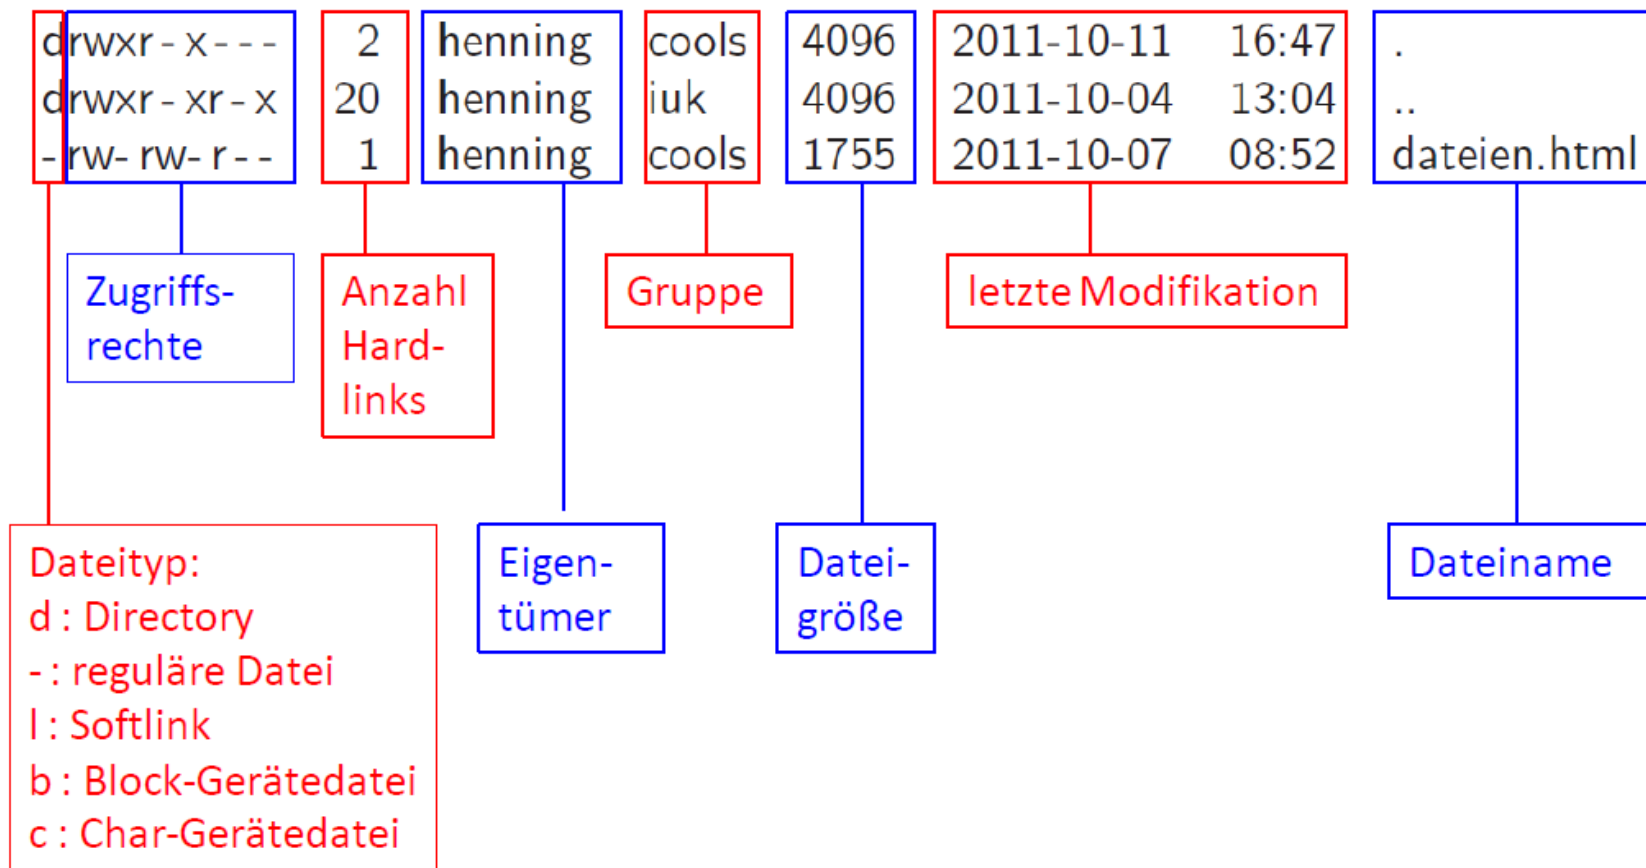 drwxr-x--- 2 henning cools 4096 2011-10-11 16:47 .
drwxr-xr-x 20 henning iuk 4096 2011-10-04 13:04 ..
-rw-rw-r-- 1 henning cools 1755 2011-10-07 08:52 dateien.html
Zugriffs-
rechte
Anzahl
Hard-
links
Gruppe
letzte Modifikation
Dateityp:
d : Directory
- : reguläre Datei
l : Softlink
b : Block-Gerätedatei
c : Char-Gerätedatei
Eigen-
tümer
Datei-
größe
Dateiname